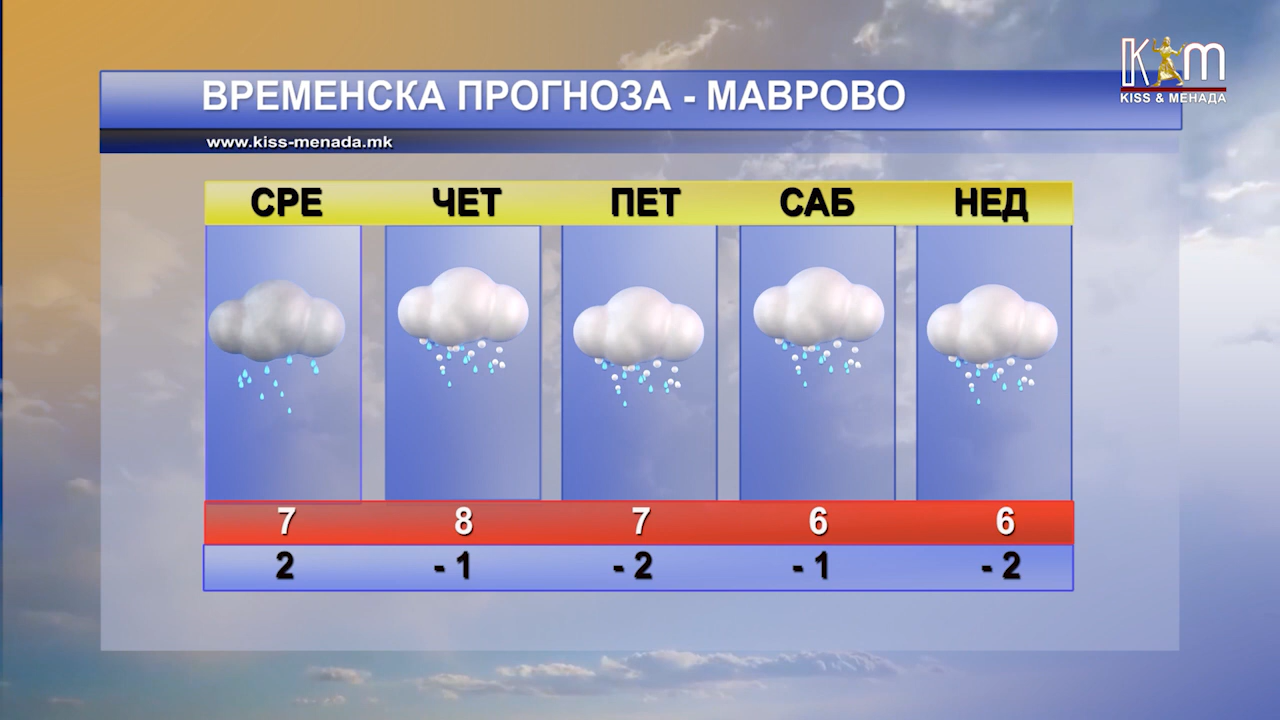 ВРЕМЕНСКА ПРОГНОЗА - МАВРОВО
Km
KISS & МЕНАДА
www.kiss-menada.mk
СРЕ ЧЕТ ПЕТ САБ НЕД
7 8 7 6 6
2 - 1 - 2 - 1 - 2